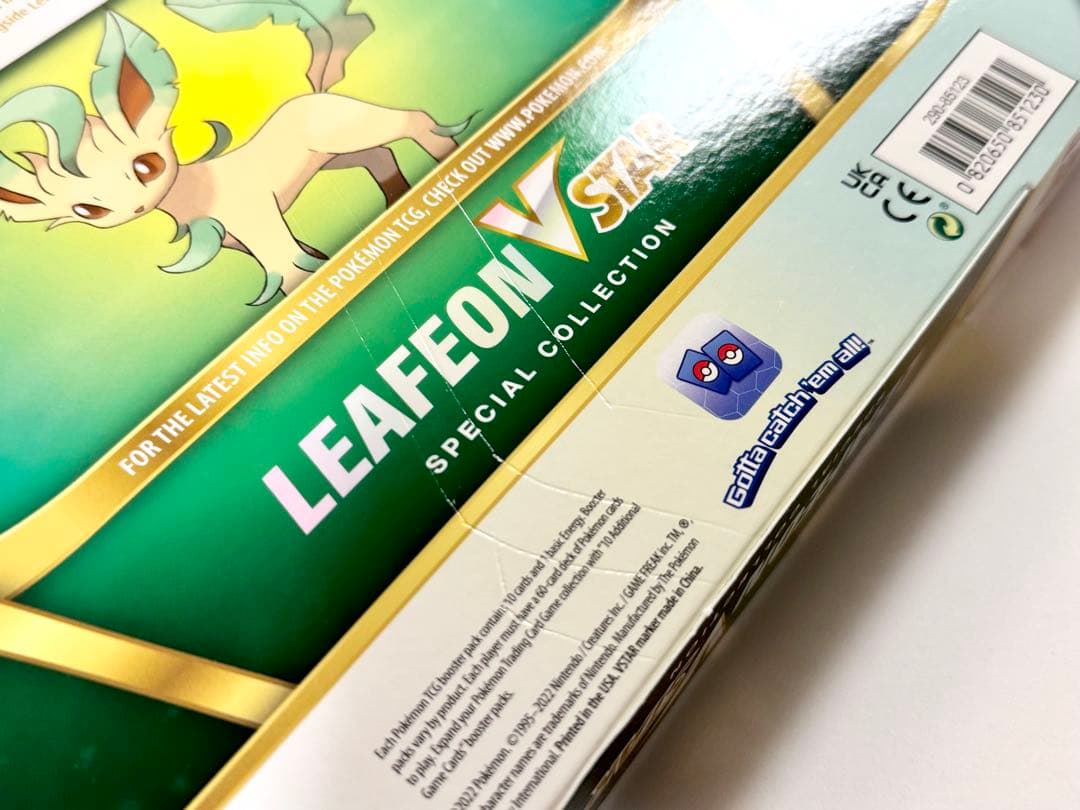 gside Le
FOR THE LATEST INFO ON THE POKÉMON TCG, CHECK OUT WWW.POKEMON.COM
LEAFEON VSTAR
SPECIAL COLLECTION
290-85123
0 820650 851230
UK
CA
CE
Gotta catch 'em all!™
Each Pokémon TCG booster pack contains 10 cards and 1 basic Energy. Booster
packs vary by product. Each player must have a 60-card deck of Pokémon cards
to play. Expand your Pokémon Trading Card Game collection with "10 Additional
Game Cards" booster packs.
2022 Pokémon. ©1995–2022 Nintendo / Creatures Inc. / GAME FREAK inc. TM, ®,
character names are trademarks of Nintendo. Manufactured by The Pokémon
International. Printed in the USA. VSTAR marker made in China.